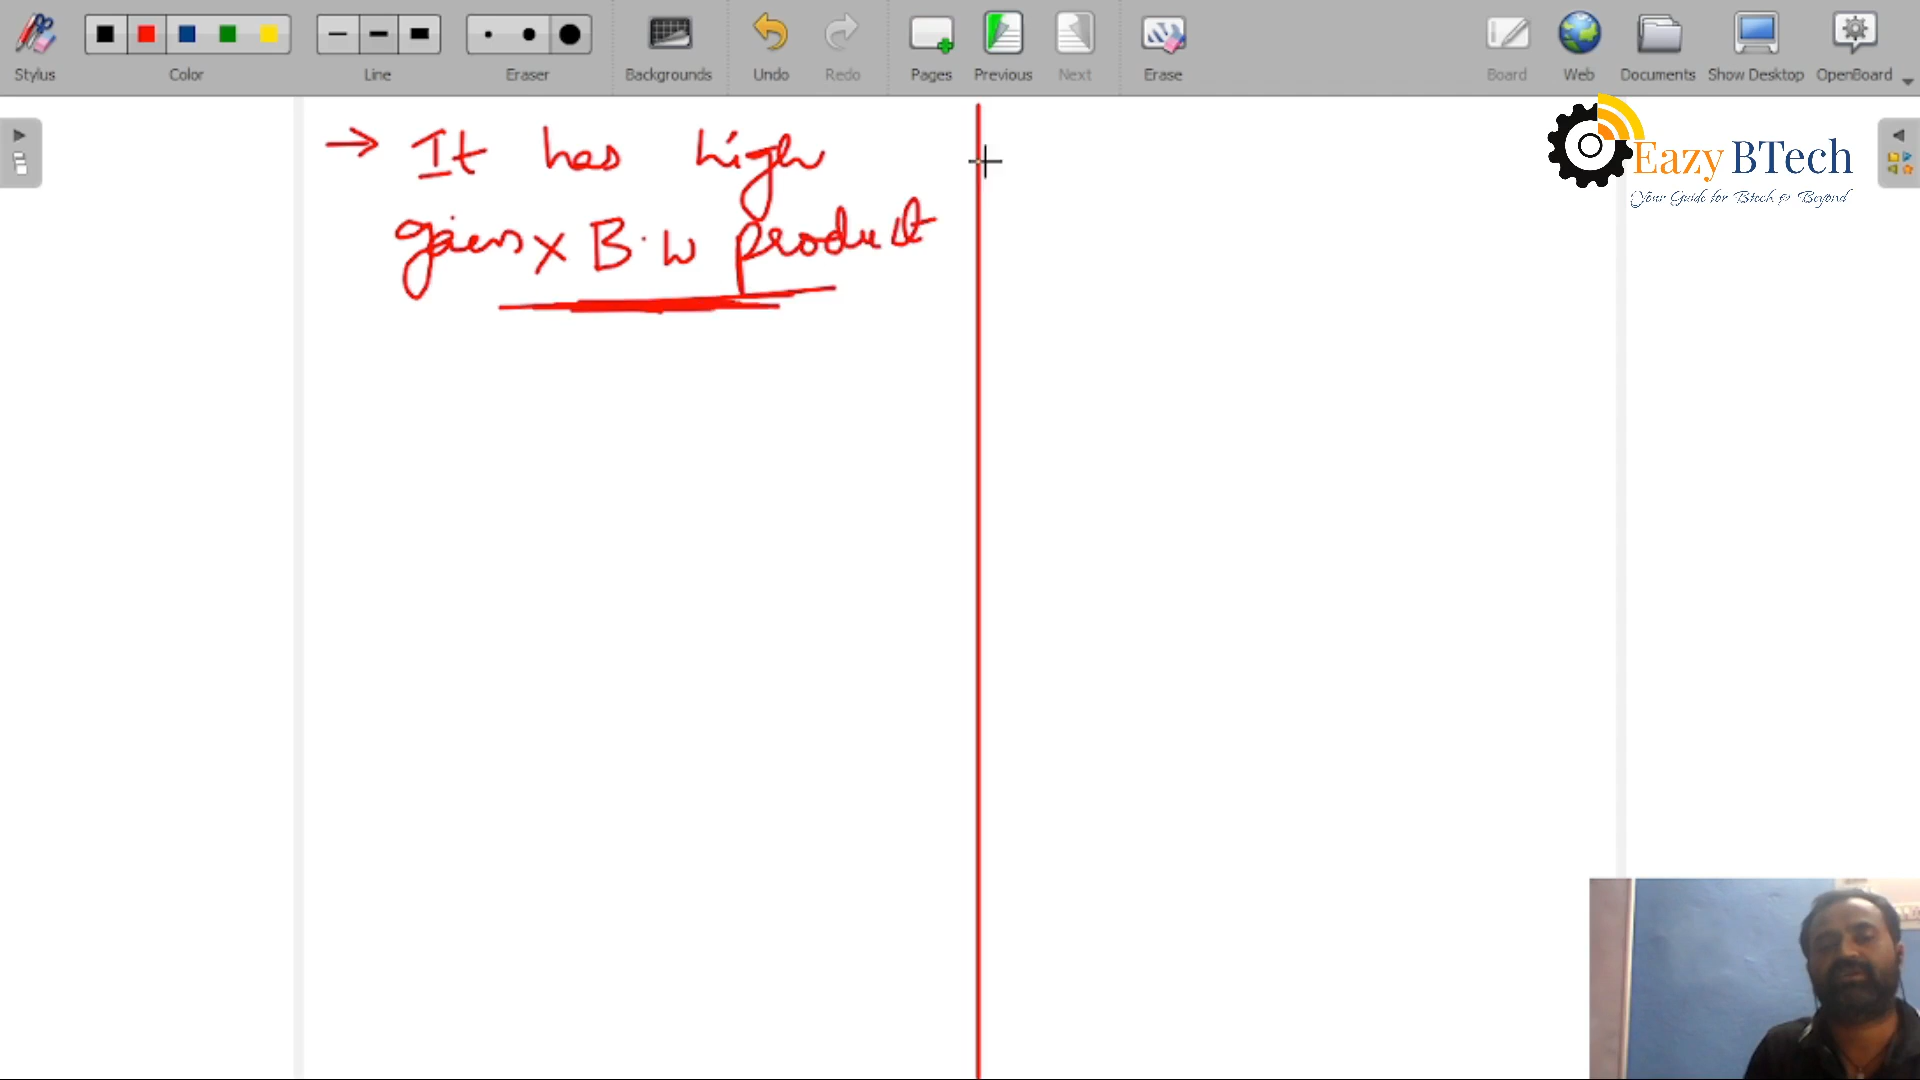 Stylus
Color
Line
Eraser
Backgrounds
Undo
Redo
Pages
Previous
Next
Erase
Board
Web
Documents
Show Desktop
OpenBoard
→ It has high
gain x B.W product
Eazy BTech
Your Guide for Btech & Beyond